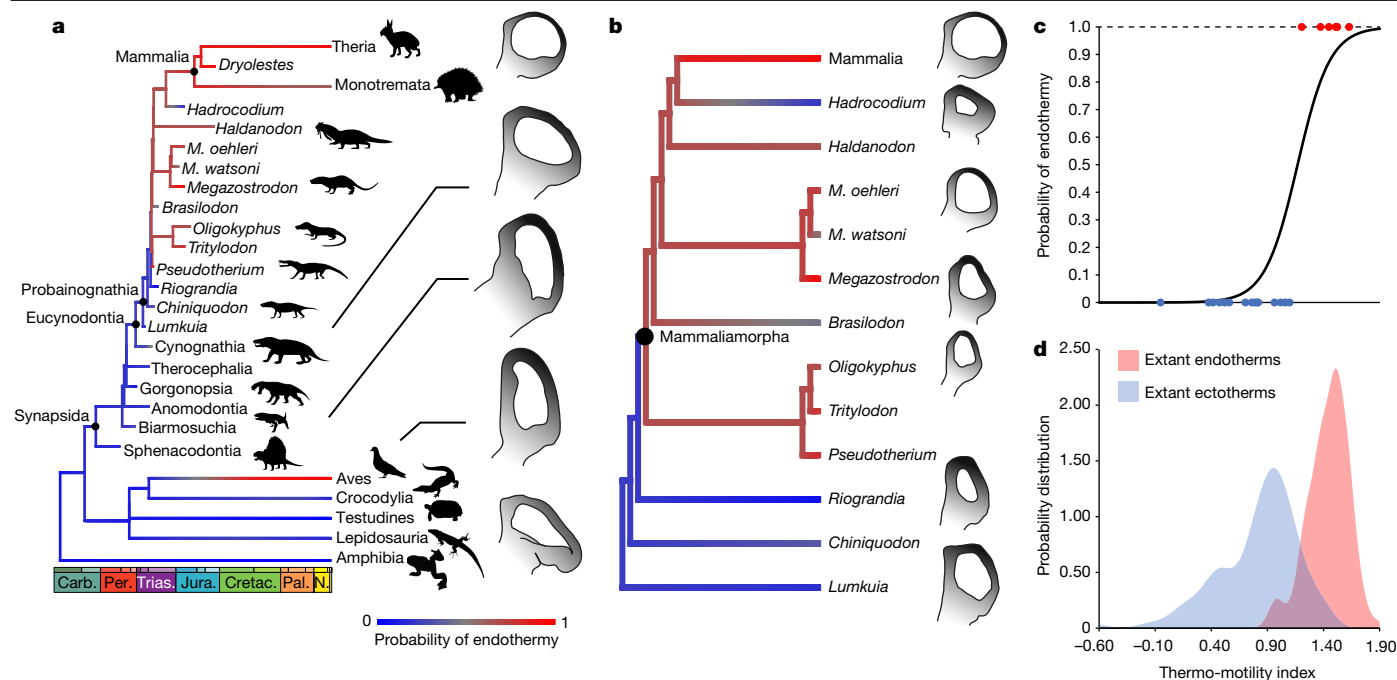 a
Mammalia
Theria
Dryolestes
Monotremata
Hadrocodium
Haldanodon
M. oehleri
M. watsoni
Megazostrodon
Brasilodon
Oligokyphus
Tritylodon
Pseudotherium
Probainognathia
Riograndia
Chiniquodon
Eucynodontia
Lumkuia
Cynognathia
Therocephalia
Gorgonopsia
Synapsida
Anomodontia
Biarmosuchia
Sphenacodontia
Aves
Crocodylia
Testudines
Lepidosauria
Amphibia
Carb. Per. Trias. Jura. Cretac. Pal. N.
0 1
Probability of endothermy
b
Mammalia
Hadrocodium
Haldanodon
M. oehleri
M. watsoni
Megazostrodon
Brasilodon
Mammaliamorpha
Oligokyphus
Tritylodon
Pseudotherium
Riograndia
Chiniquodon
Lumkuia
c
Probability of endothermy
1.0
0.9
0.8
0.7
0.6
0.5
0.4
0.3
0.2
0.1
0
d
Probability distribution
2.50
2.00
1.50
1.00
0.50
0
Extant endotherms
Extant ectotherms
−0.60 −0.10 0.40 0.90 1.40 1.90
Thermo-motility index